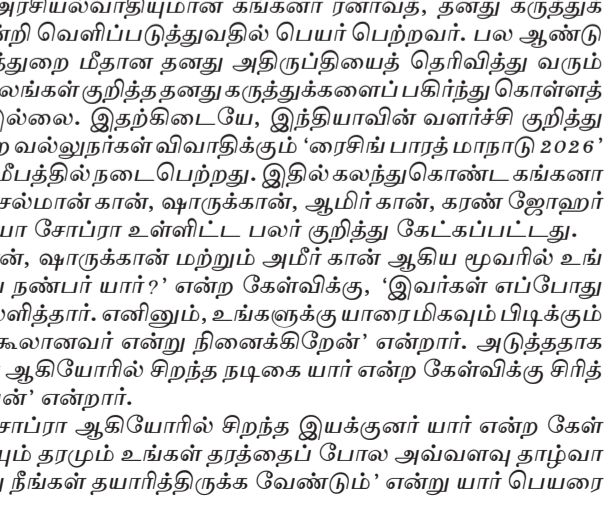 அரசியல்வாதியுமான கங்கனா ரனாவத், தனது கருத்துக
றி வெளிப்படுத்துவதில் பெயர் பெற்றவர். பல ஆண்டு
த்துறை மீதான தனது அதிருப்தியைத் தெரிவித்து வரும்
லங்கள் குறித்த தனது கருத்துக்களைப் பகிர்ந்து கொள்ளத்
இல்லை. இதற்கிடையே, இந்தியாவின் வளர்ச்சி குறித்து
ற வல்லுநர்கள் விவாதிக்கும் ‘ரைசிங் பாரத் மாநாடு 2026’
மீபத்தில் நடைபெற்றது. இதில் கலந்துகொண்ட கங்கனா
சல்மான் கான், ஷாருக்கான், ஆமிர் கான், கரண் ஜோஹர்
யா சோப்ரா உள்ளிட்ட பலர் குறித்து கேட்கப்பட்டது.
ன், ஷாருக்கான் மற்றும் அமீர் கான் ஆகிய மூவரில் உங்
ய நண்பர் யார்?’ என்ற கேள்விக்கு, ‘இவர்கள் எப்போது
ளித்தார். எனினும், உங்களுக்கு யாரை மிகவும் பிடிக்கும்
கூலானவர் என்று நினைக்கிறேன்’ என்றார். அடுத்ததாக
ஆகியோரில் சிறந்த நடிகை யார் என்ற கேள்விக்கு சிரித்
ன்’ என்றார்.
சாப்ரா ஆகியோரில் சிறந்த இயக்குனர் யார் என்ற கேள்
யும் தரமும் உங்கள் தரத்தைப் போல அவ்வளவு தாழ்வா
நீங்கள் தயாரித்திருக்க வேண்டும்’ என்று யார் பெயரை